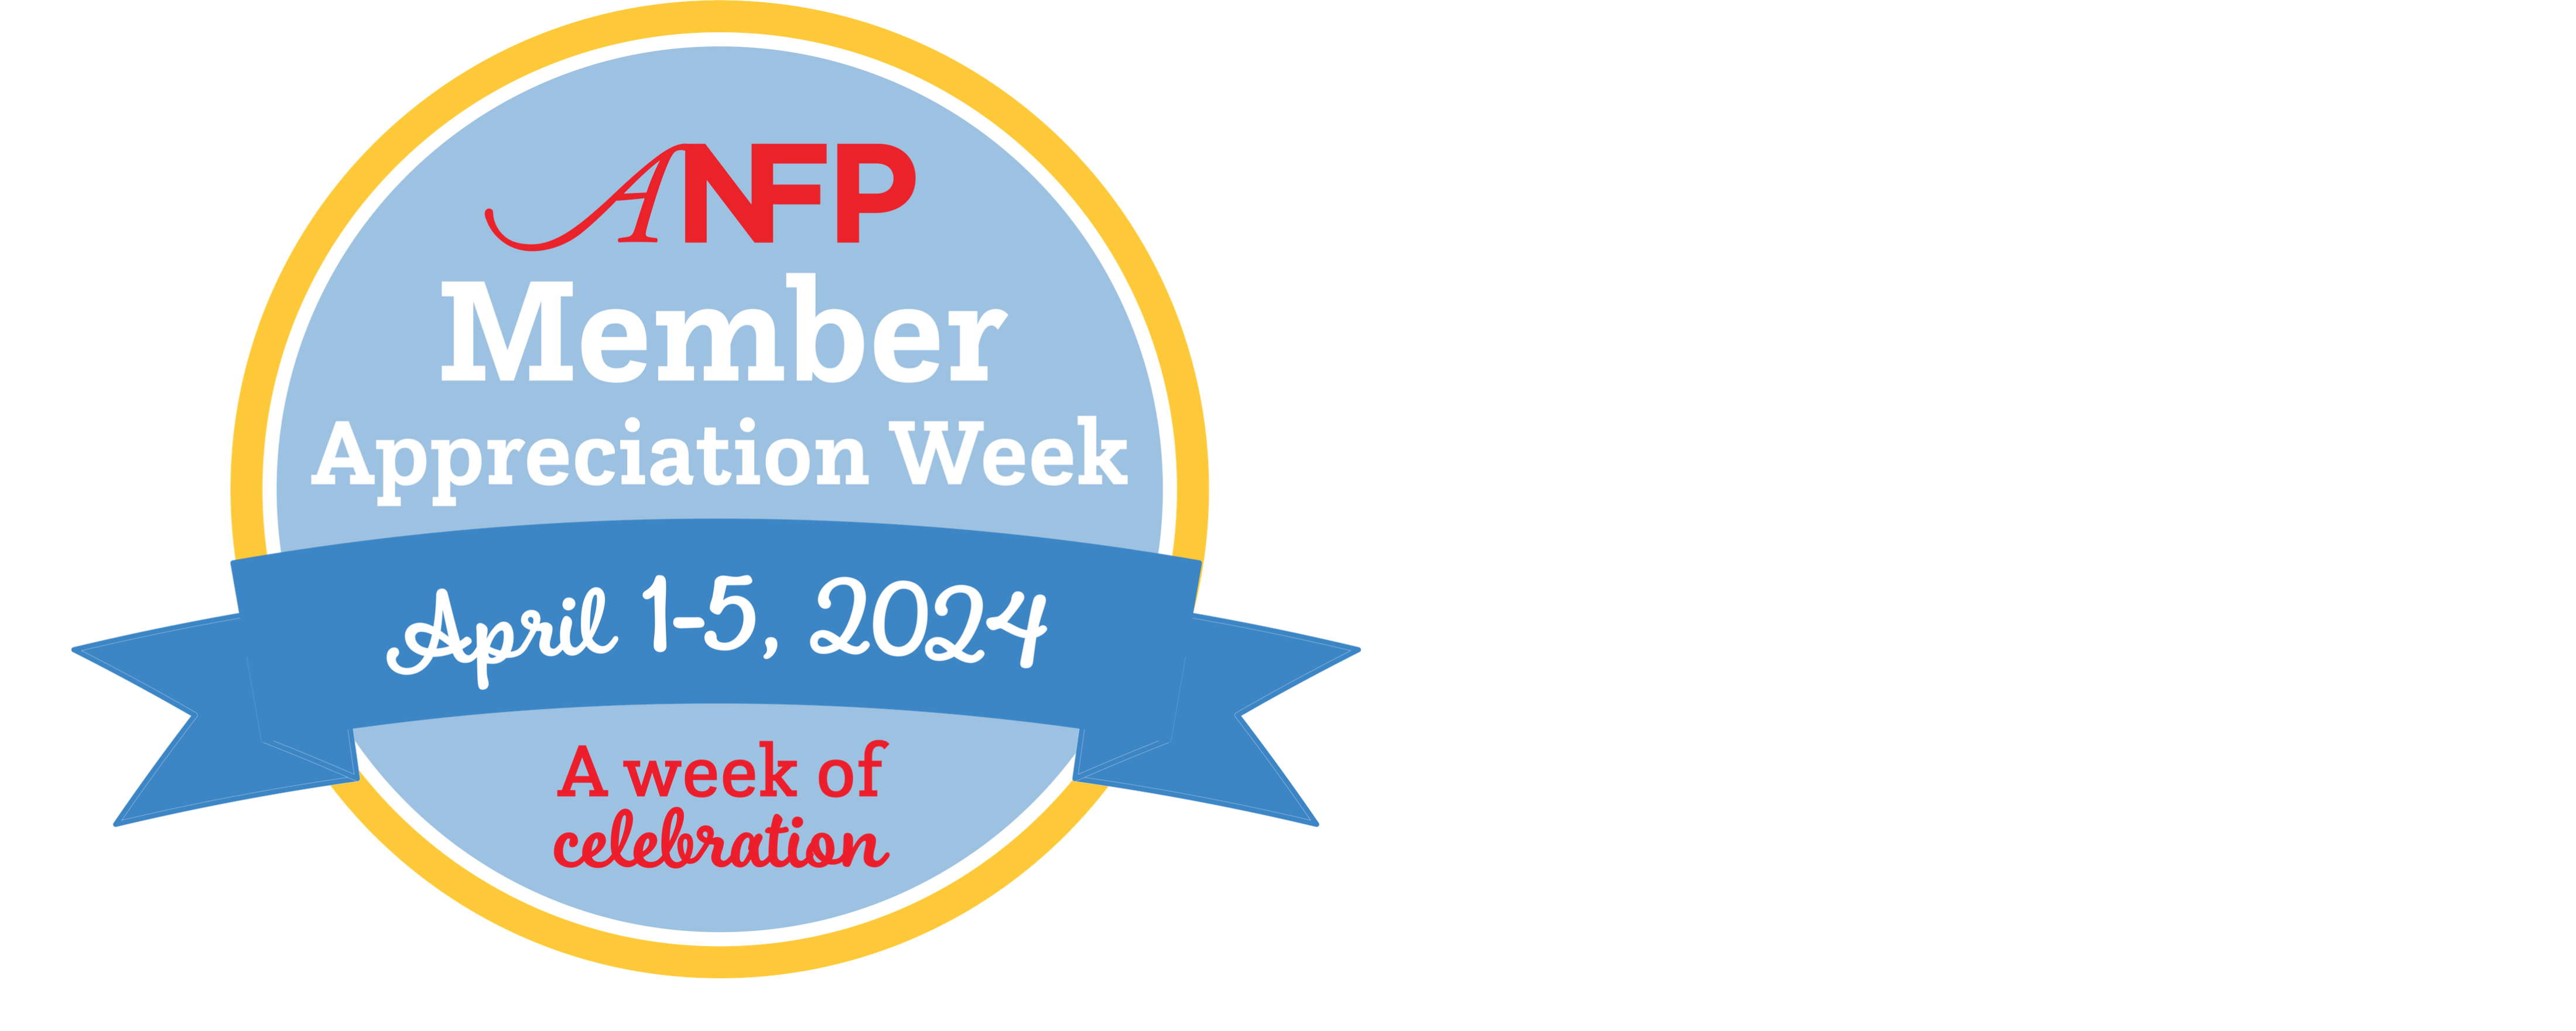 ANFP
Member
Appreciation Week
April 1-5, 2024
A week of
celebration